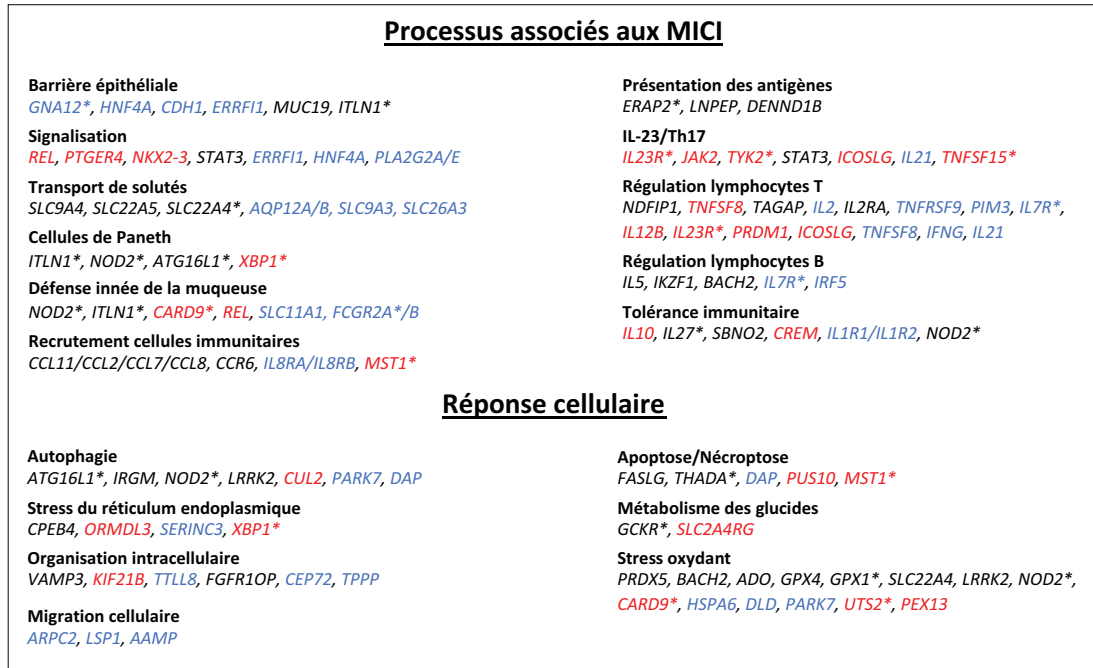 Processus associés aux MICI
Barrière épithéliale
GNA12*, HNF4A, CDH1, ERRFI1, MUC19, ITLN1*
Signalisation
REL, PTGER4, NKX2-3, STAT3, ERRFI1, HNF4A, PLA2G2A/E
Transport de solutés
SLC9A4, SLC22A5, SLC22A4*, AQP12A/B, SLC9A3, SLC26A3
Cellules de Paneth
ITLN1*, NOD2*, ATG16L1*, XBP1*
Défense innée de la muqueuse
NOD2*, ITLN1*, CARD9*, REL, SLC11A1, FCGR2A*/B
Recrutement cellules immunitaires
CCL11/CCL2/CCL7/CCL8, CCR6, IL8RA/IL8RB, MST1*
Présentation des antigènes
ERAP2*, LNPEP, DENND1B
IL-23/Th17
IL23R*, JAK2, TYK2*, STAT3, ICOSLG, IL21, TNFSF15*
Régulation lymphocytes T
NDFIP1, TNFSF8, TAGAP, IL2, IL2RA, TNFRSF9, PIM3, IL7R*,
IL12B, IL23R*, PRDM1, ICOSLG, TNFSF8, IFNG, IL21
Régulation lymphocytes B
IL5, IKZF1, BACH2, IL7R*, IRF5
Tolérance immunitaire
IL10, IL27*, SBNO2, CREM, IL1R1/IL1R2, NOD2*
Réponse cellulaire
Autophagie
ATG16L1*, IRGM, NOD2*, LRRK2, CUL2, PARK7, DAP
Stress du réticulum endoplasmique
CPEB4, ORMDL3, SERINC3, XBP1*
Organisation intracellulaire
VAMP3, KIF21B, TTLL8, FGFR1OP, CEP72, TPPP
Migration cellulaire
ARPC2, LSP1, AAMP
Apoptose/Nécroptose
FASLG, THADA*, DAP, PUS10, MST1*
Métabolisme des glucides
GCKR*, SLC2A4RG
Stress oxydant
PRDX5, BACH2, ADO, GPX4, GPX1*, SLC22A4, LRRK2, NOD2*,
CARD9*, HSPA6, DLD, PARK7, UTS2*, PEX13